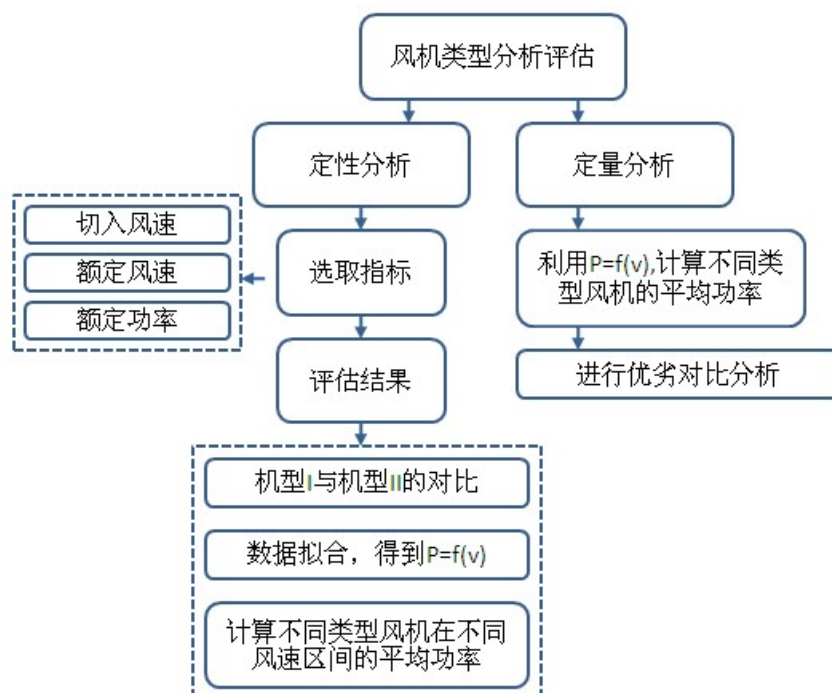 风机类型分析评估
定性分析
定量分析
切入风速
额定风速
额定功率
选取指标
利用P=f(v),计算不同类
型风机的平均功率
评估结果
进行优劣对比分析
机型I与机型II的对比
数据拟合，得到P=f(v)
计算不同类型风机在不同
风速区间的平均功率